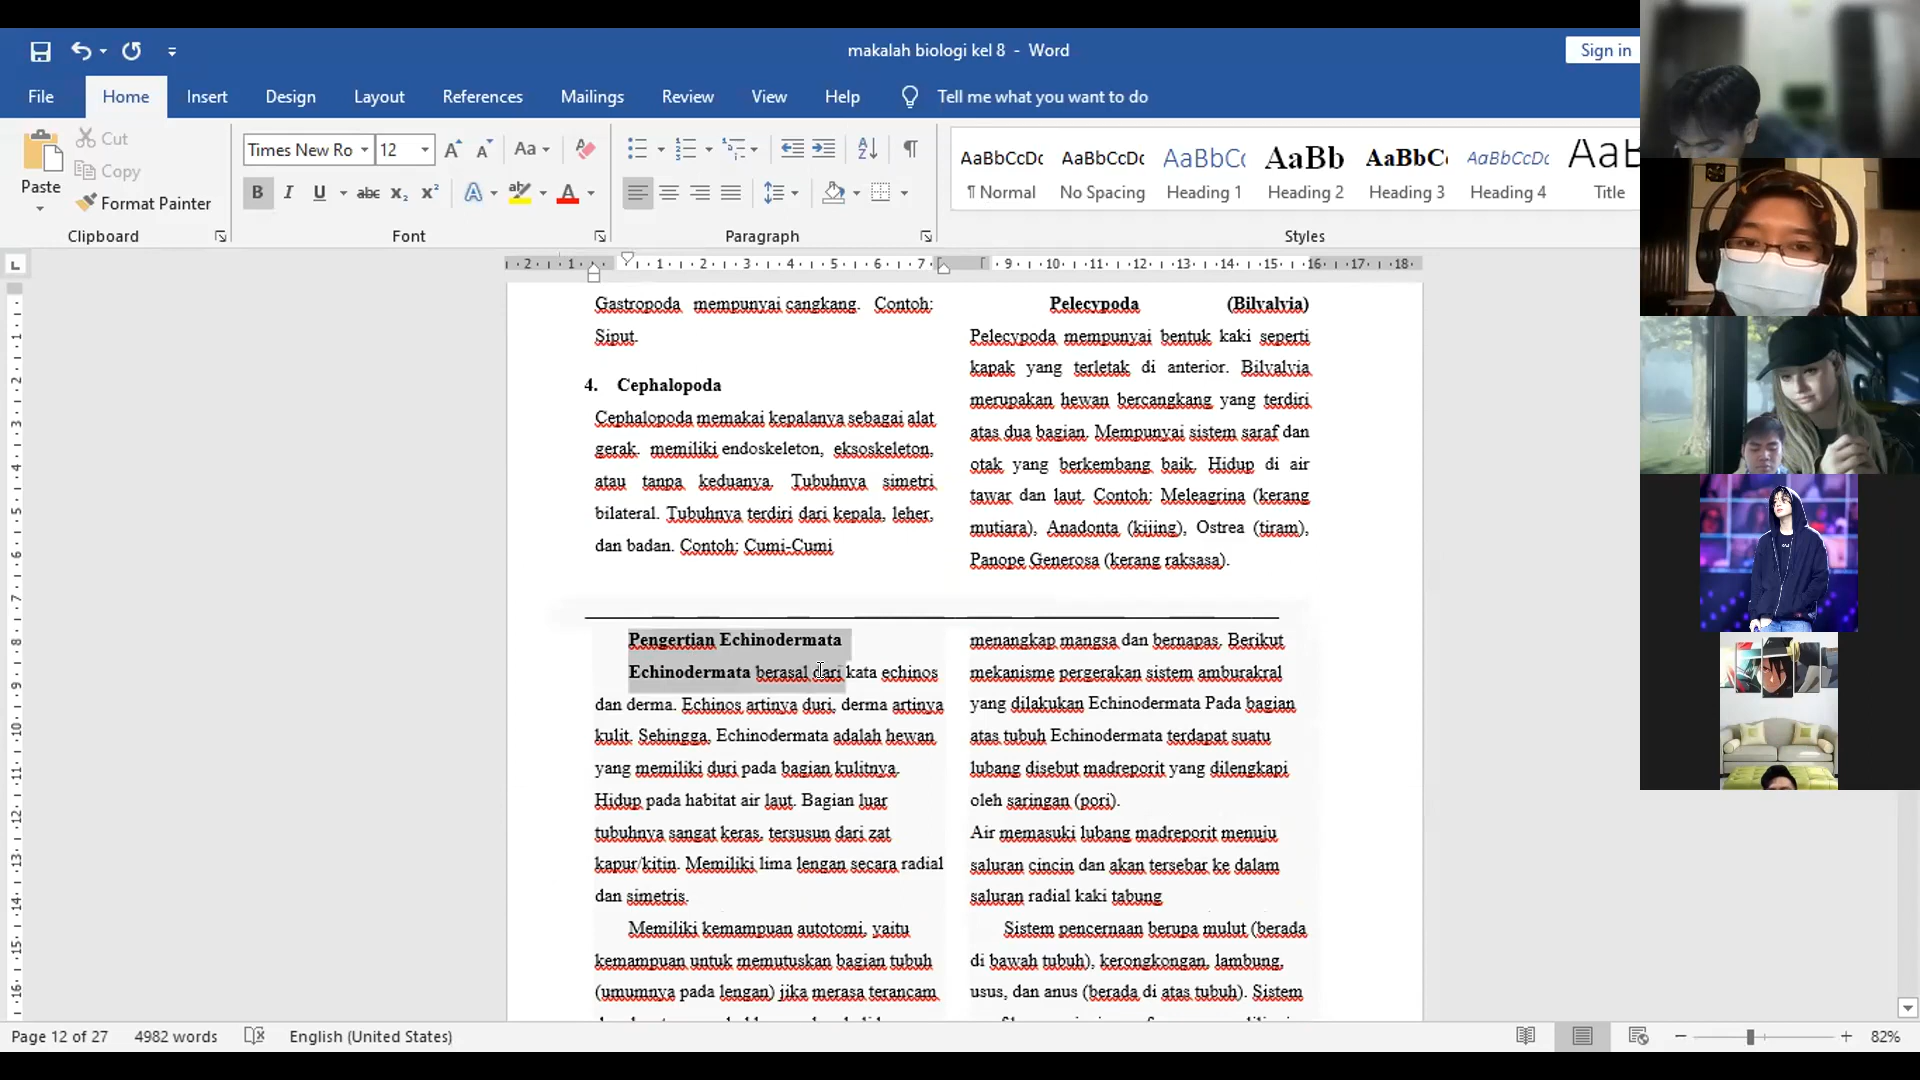 makalah biologi kel 8 - Word
Sign in
File Home Insert Design Layout References Mailings Review View Help Tell me what you want to do
Paste
Cut
Copy
Format Painter
Clipboard
Times New Ro 12
Font
Paragraph
AaBbCcDc AaBbCcDc AaBbCc AaBb AaBbCc AaBbCcDc AaB
¶ Normal No Spacing Heading 1 Heading 2 Heading 3 Heading 4 Title
Styles
Gastropoda mempunyai cangkang. Contoh:
Siput.
4. Cephalopoda
Cephalopoda memakai kepalanya sebagai alat
gerak. memiliki endoskeleton, eksoskeleton,
atau tanpa keduanya. Tubuhnya simetri
bilateral. Tubuhnya terdiri dari kepala, leher,
dan badan. Contoh: Cumi-Cumi
Pelecypoda (Bilvalvia)
Pelecypoda mempunyai bentuk kaki seperti
kapak yang terletak di anterior. Bilvalvia
merupakan hewan bercangkang yang terdiri
atas dua bagian. Mempunyai sistem saraf dan
otak yang berkembang baik. Hidup di air
tawar dan laut. Contoh: Meleagrina (kerang
mutiara), Anadonta (kijing), Ostrea (tiram),
Panope Generosa (kerang raksasa).
Pengertian Echinodermata
Echinodermata berasal dari kata echinos
dan derma. Echinos artinya duri, derma artinya
kulit. Sehingga, Echinodermata adalah hewan
yang memiliki duri pada bagian kulitnya.
Hidup pada habitat air laut. Bagian luar
tubuhnya sangat keras, tersusun dari zat
kapur/kitin. Memiliki lima lengan secara radial
dan simetris.
Memiliki kemampuan autotomi, yaitu
kemampuan untuk memutuskan bagian tubuh
(umumnya pada lengan) jika merasa terancam
menangkap mangsa dan bernapas. Berikut
mekanisme pergerakan sistem amburakral
yang dilakukan Echinodermata Pada bagian
atas tubuh Echinodermata terdapat suatu
lubang disebut madreporit yang dilengkapi
oleh saringan (pori).
Air memasuki lubang madreporit menuju
saluran cincin dan akan tersebar ke dalam
saluran radial kaki tabung
Sistem pencernaan berupa mulut (berada
di bawah tubuh), kerongkongan, lambung,
usus, dan anus (berada di atas tubuh). Sistem
Page 12 of 27 4982 words English (United States) 82%